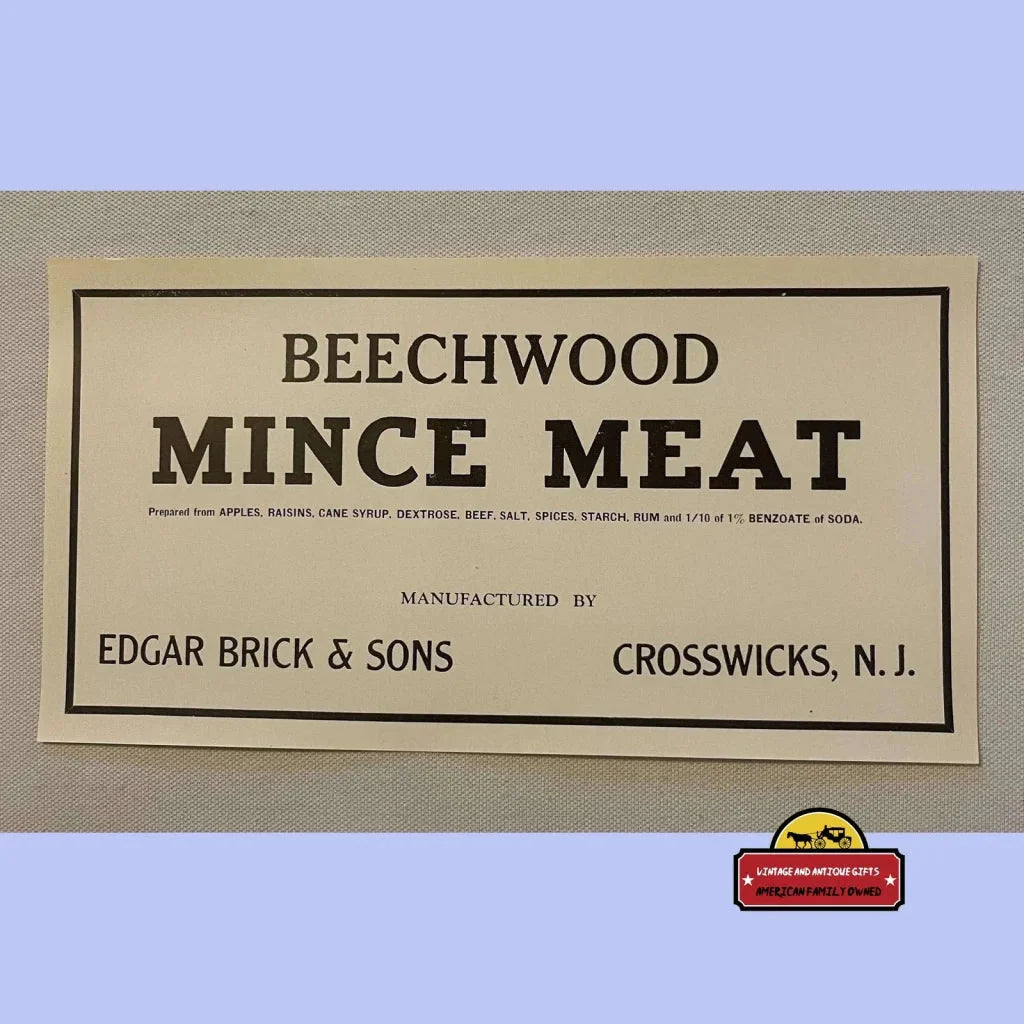 BEECHWOOD
MINCE MEAT
Prepared from APPLES, RAISINS, CANE SYRUP, DEXTROSE, BEEF, SALT, SPICES, STARCH, RUM and 1/10 of 1% BENZOATE of SODA.
MANUFACTURED BY
EDGAR BRICK & SONS CROSSWICKS, N. J.
VINTAGE AND ANTIQUE GIFTS
AMERICAN FAMILY OWNED